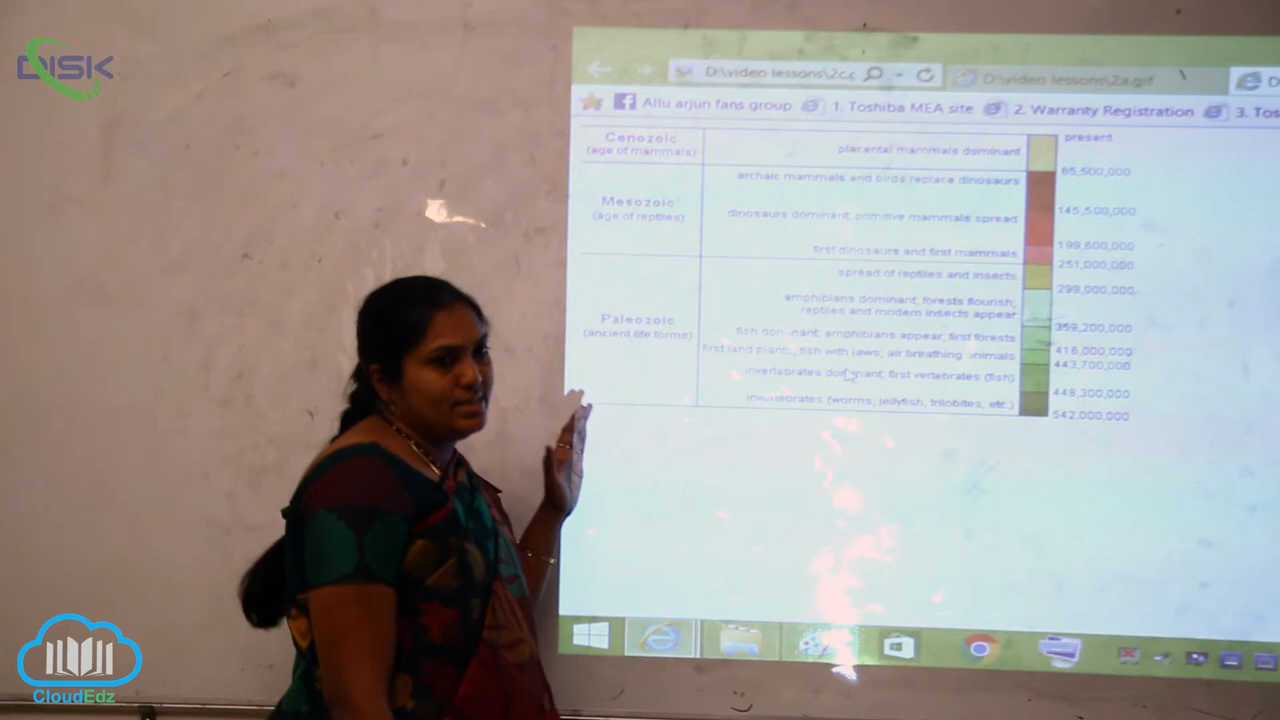 DISK
D:\video lessons\2cc
D:\video lessons\2a.gif
Allu arjun fans group
1. Toshiba MEA site
2. Warranty Registration
3. Tos
Cenozoic
(age of mammals)
placental mammals dominant
present
65,500,000
Mesozoic
(age of reptiles)
archaic mammals and birds replace dinosaurs
145,500,000
dinosaurs dominant; primitive mammals spread
199,600,000
first dinosaurs and first mammals
251,000,000
Paleozoic
(ancient life forms)
spread of reptiles and insects
299,000,000
amphibians dominant; forests flourish;
reptiles and modern insects appear
359,200,000
fish dominant; amphibians appear; first forests
416,000,000
first land plants, fish with jaws; air breathing animals
443,700,000
invertebrates dominant; first vertebrates (fish)
448,300,000
invertebrates (worms, jellyfish, trilobites, etc.)
542,000,000
CloudEdz